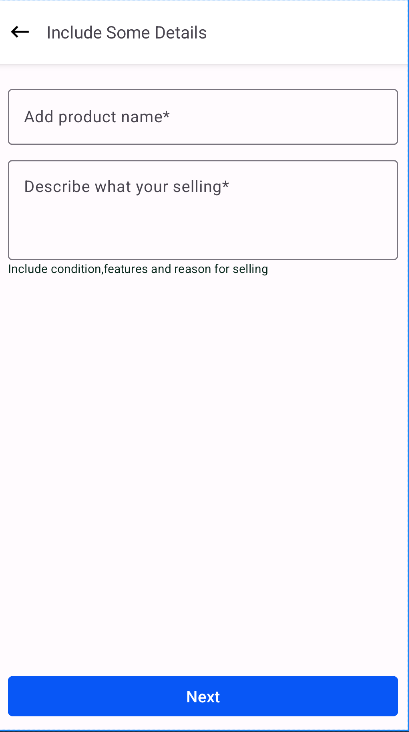 Include Some Details
Add product name*
Describe what your selling*
Include condition,features and reason for selling
Next